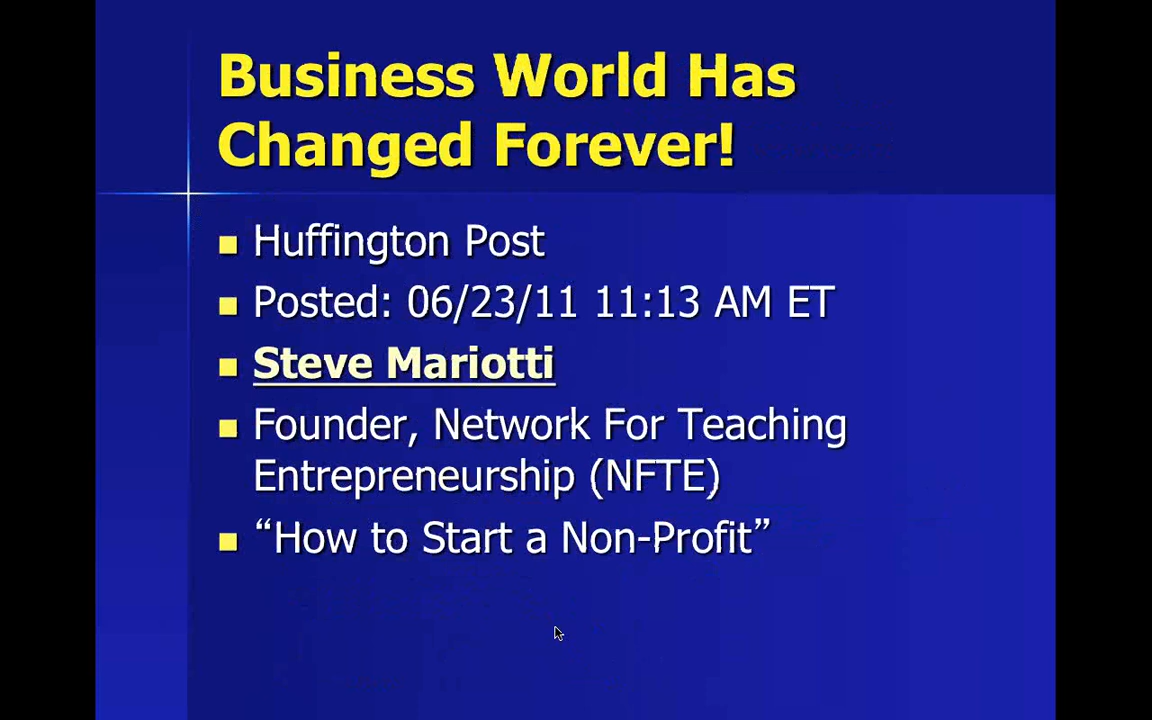 Business World Has
Changed Forever!
Huffington Post
Posted: 06/23/11 11:13 AM ET
Steve Mariotti
Founder, Network For Teaching
Entrepreneurship (NFTE)
“How to Start a Non-Profit”